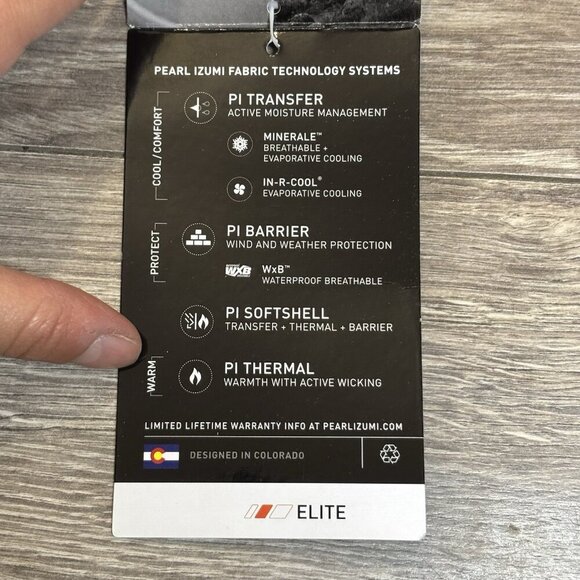 PEARL IZUMI FABRIC TECHNOLOGY SYSTEMS
COOL/COMFORT
PI TRANSFER
ACTIVE MOISTURE MANAGEMENT
MINERALE™
BREATHABLE +
EVAPORATIVE COOLING
IN-R-COOL®
EVAPORATIVE COOLING
PROTECT
PI BARRIER
WIND AND WEATHER PROTECTION
WXB
WxB™
WATERPROOF BREATHABLE
PI SOFTSHELL
TRANSFER + THERMAL + BARRIER
WARM
PI THERMAL
WARMTH WITH ACTIVE WICKING
LIMITED LIFETIME WARRANTY INFO AT PEARLIZUMI.COM
DESIGNED IN COLORADO
ELITE